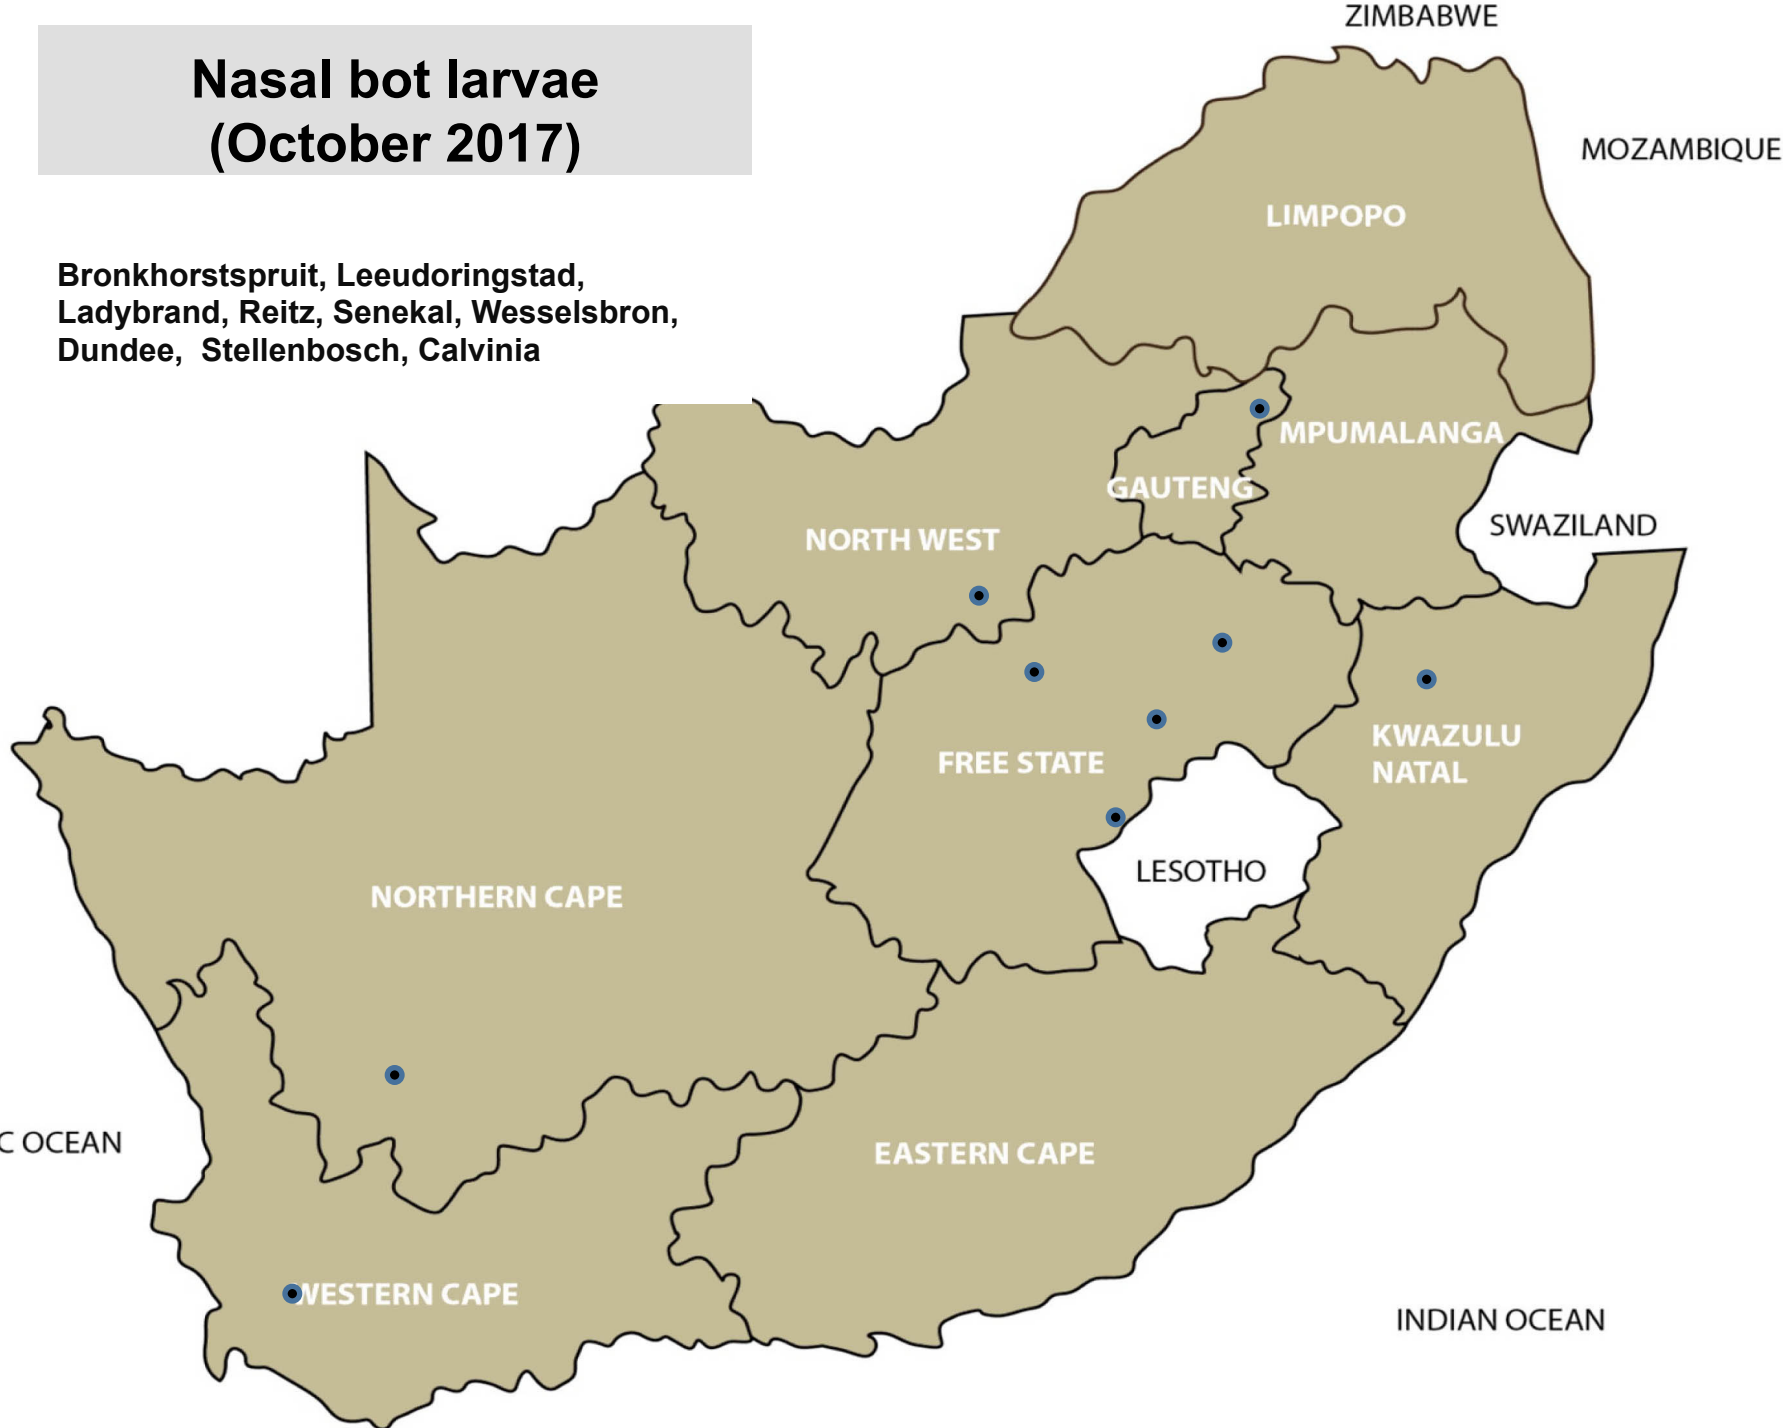 Nasal bot larvae
(October 2017)
Bronkhorstspruit, Leeudoringstad,
Ladybrand, Reitz, Senekal, Wesselsbron,
Dundee,  Stellenbosch, Calvinia
ZIMBABWE
MOZAMBIQUE
LIMPOPO
MPUMALANGA
GAUTENG
SWAZILAND
NORTH WEST
KWAZULU
NATAL
FREE STATE
LESOTHO
NORTHERN CAPE
C OCEAN
EASTERN CAPE
WESTERN CAPE
INDIAN OCEAN